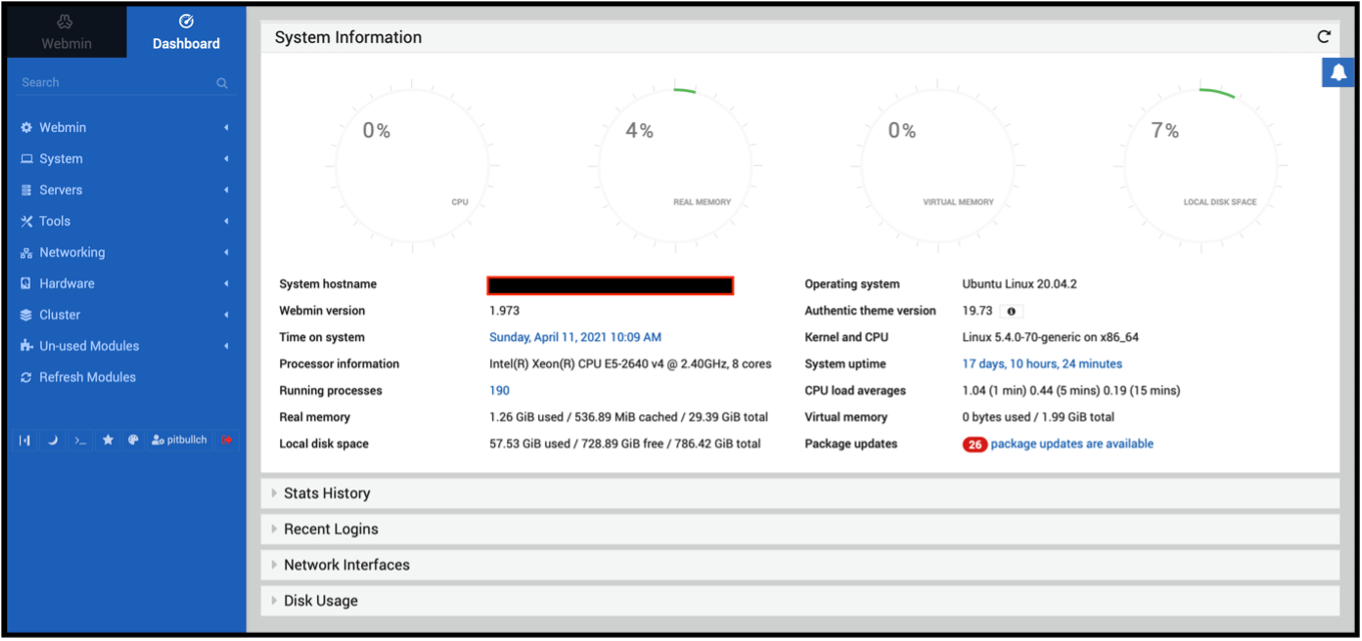 Webmin
Dashboard
Search
Webmin
System
Servers
Tools
Networking
Hardware
Cluster
Un-used Modules
Refresh Modules
>_ pitbullch
System Information
0% 4% 0% 7%
CPU REAL MEMORY VIRTUAL MEMORY LOCAL DISK SPACE
System hostname Operating system Ubuntu Linux 20.04.2
Webmin version 1.973 Authentic theme version 19.73
Time on system Sunday, April 11, 2021 10:09 AM Kernel and CPU Linux 5.4.0-70-generic on x86_64
Processor information Intel(R) Xeon(R) CPU E5-2640 v4 @ 2.40GHz, 8 cores System uptime 17 days, 10 hours, 24 minutes
Running processes 190 CPU load averages 1.04 (1 min) 0.44 (5 mins) 0.19 (15 mins)
Real memory 1.26 GiB used / 536.89 MiB cached / 29.39 GiB total Virtual memory 0 bytes used / 1.99 GiB total
Local disk space 57.53 GiB used / 728.89 GiB free / 786.42 GiB total Package updates 26 package updates are available
Stats History
Recent Logins
Network Interfaces
Disk Usage